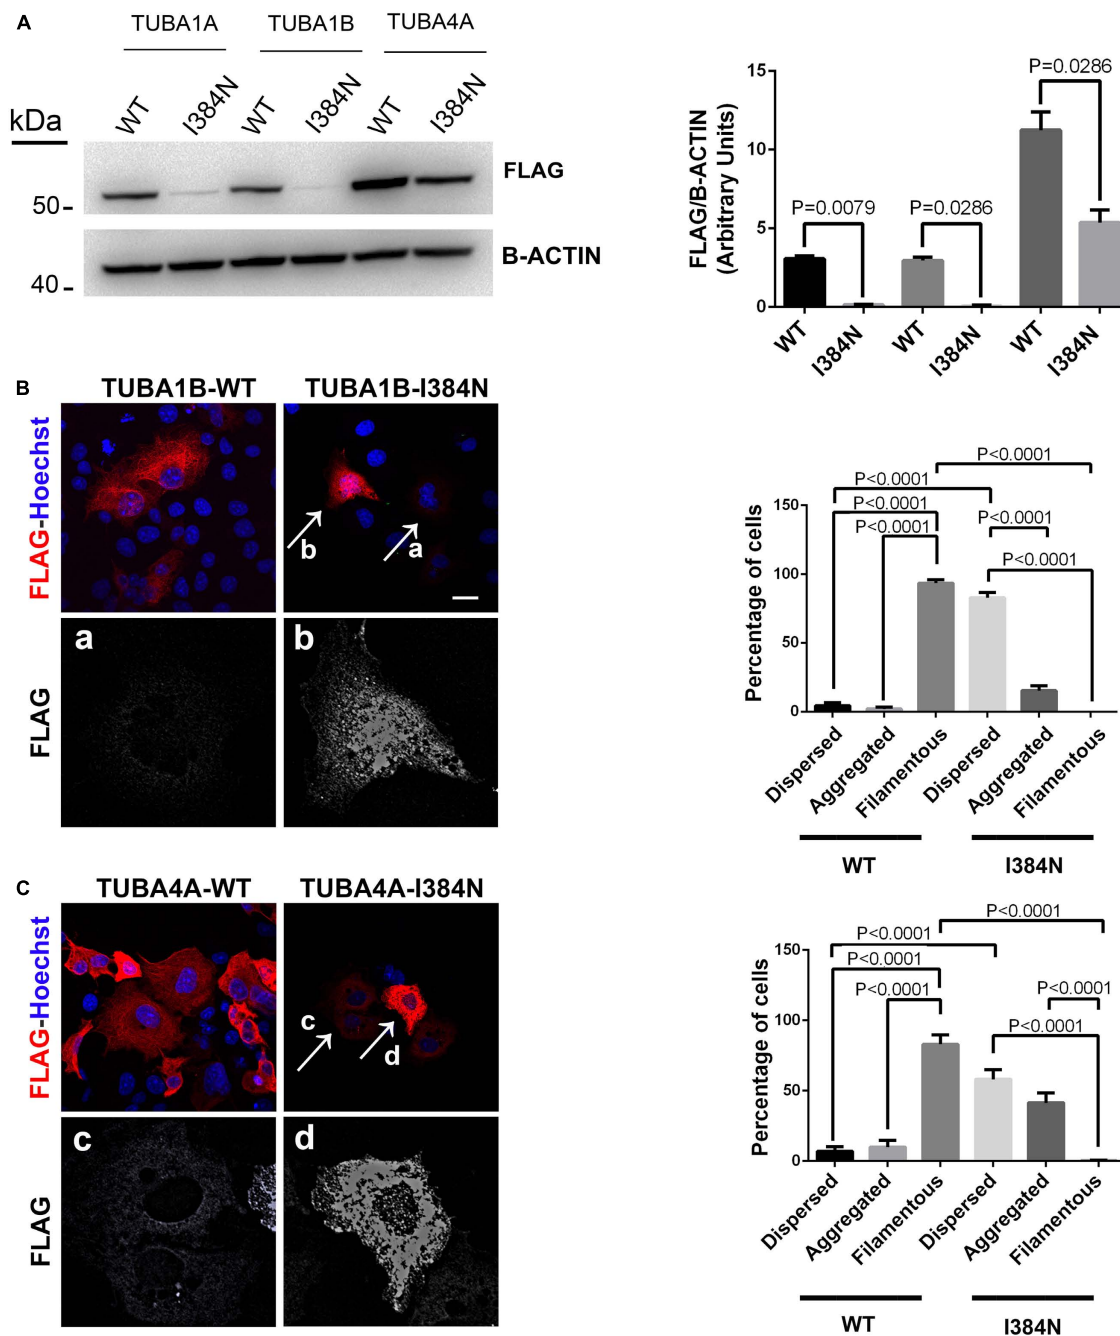 A
TUBA1A TUBA1B TUBA4A
kDa
WT I384N WT I384N WT I384N
FLAG
50
B-ACTIN
40
FLAG/B-ACTIN
(Arbitrary Units)
15
10
5
0
P=0.0079
P=0.0286
P=0.0286
WT I384N WT I384N WT I384N
B
TUBA1B-WT TUBA1B-I384N
FLAG-Hoechst
b
a
FLAG
a
b
Percentage of cells
150
100
50
0
P<0.0001
P<0.0001
P<0.0001
P<0.0001
P<0.0001
P<0.0001
Dispersed Aggregated Filamentous Dispersed Aggregated Filamentous
WT I384N
C
TUBA4A-WT TUBA4A-I384N
FLAG-Hoechst
c
d
FLAG
c
d
Percentage of cells
150
100
50
0
P<0.0001
P<0.0001
P<0.0001
P<0.0001
P<0.0001
P<0.0001
Dispersed Aggregated Filamentous Dispersed Aggregated Filamentous
WT I384N